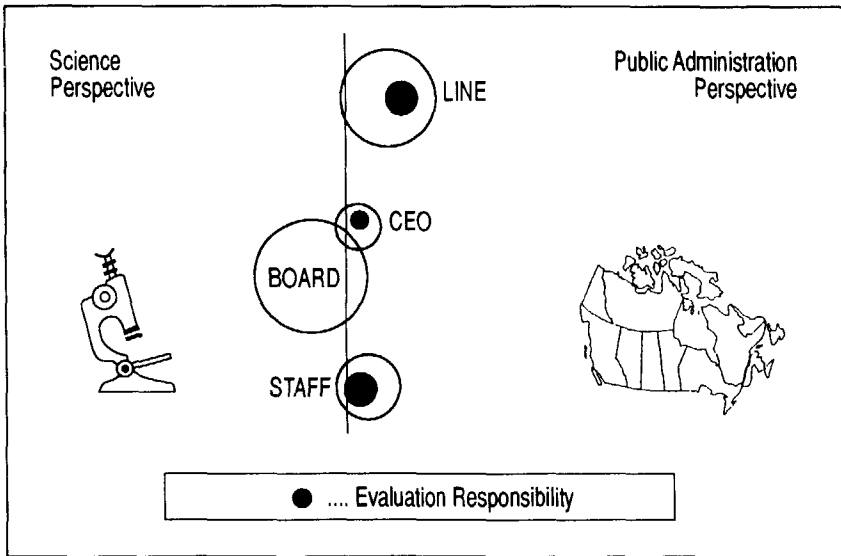 Science
Perspective
Public Administration
Perspective
LINE
CEO
BOARD
STAFF
.... Evaluation Responsibility